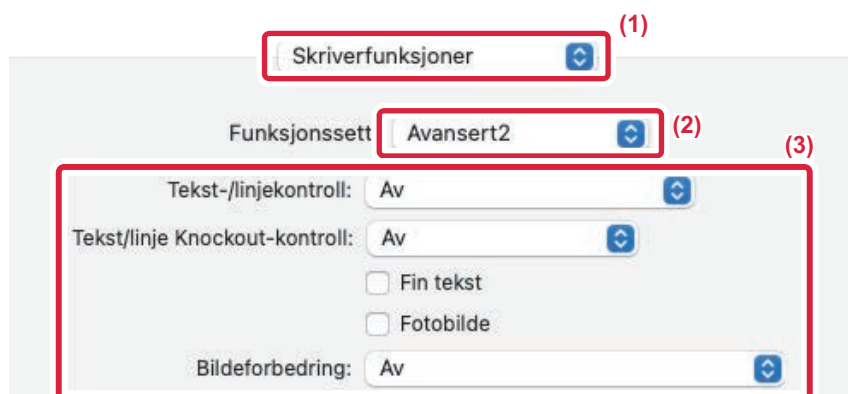 (1)
Skriverfunksjoner
Funksjonssett Avansert2 (2)
(3)
Tekst-/linjekontroll: Av
Tekst/linje Knockout-kontroll: Av
Fin tekst
Fotobilde
Bildeforbedring: Av